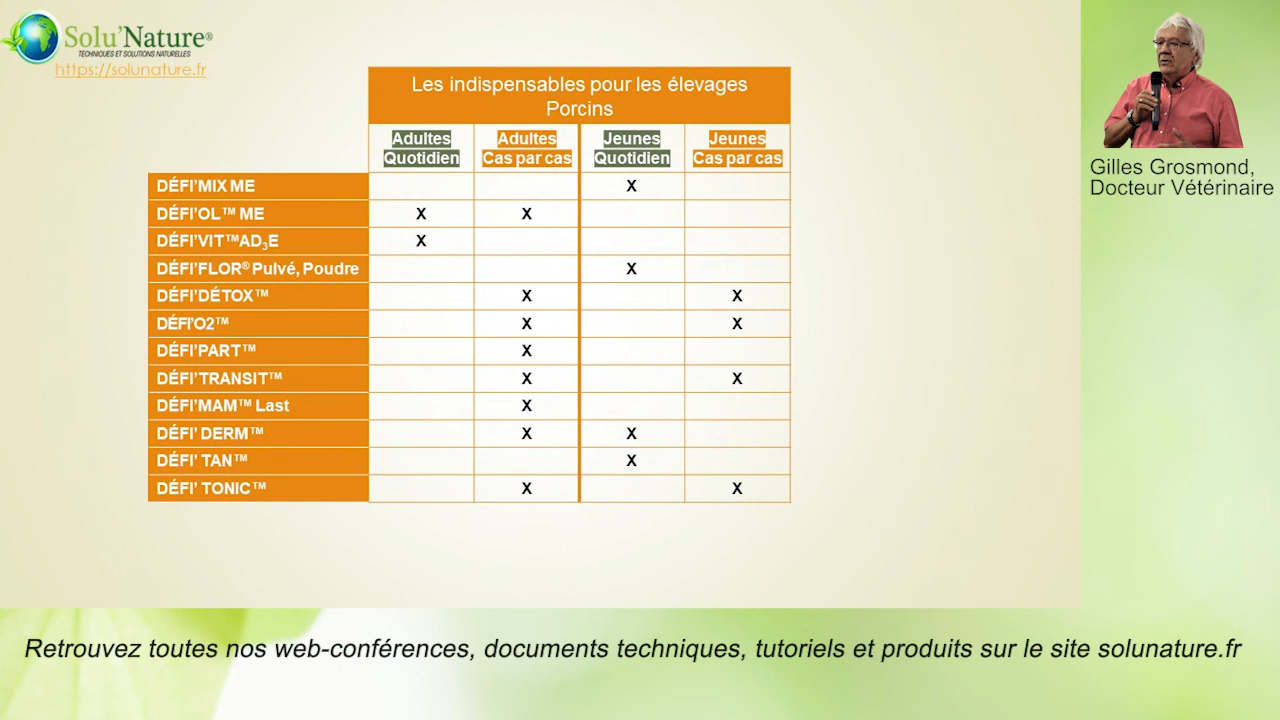 Solu'Nature®
TECHNIQUES ET SOLUTIONS NATURELLES
https://solunature.fr
Les indispensables pour les élevages
Porcins
Adultes Quotidien
Adultes Cas par cas
Jeunes Quotidien
Jeunes Cas par cas
DÉFI'MIX ME X
DÉFI'OL™ ME X X
DÉFI'VIT™AD₃E X
DÉFI'FLOR® Pulvé, Poudre X
DÉFI'DÉTOX™ X X
DÉFI'O2™ X X
DÉFI'PART™ X
DÉFI'TRANSIT™ X X
DÉFI'MAM™ Last X
DÉFI' DERM™ X X
DÉFI' TAN™ X
DÉFI' TONIC™ X X
Gilles Grosmond,
Docteur Vétérinaire
Retrouvez toutes nos web-conférences, documents techniques, tutoriels et produits sur le site solunature.fr